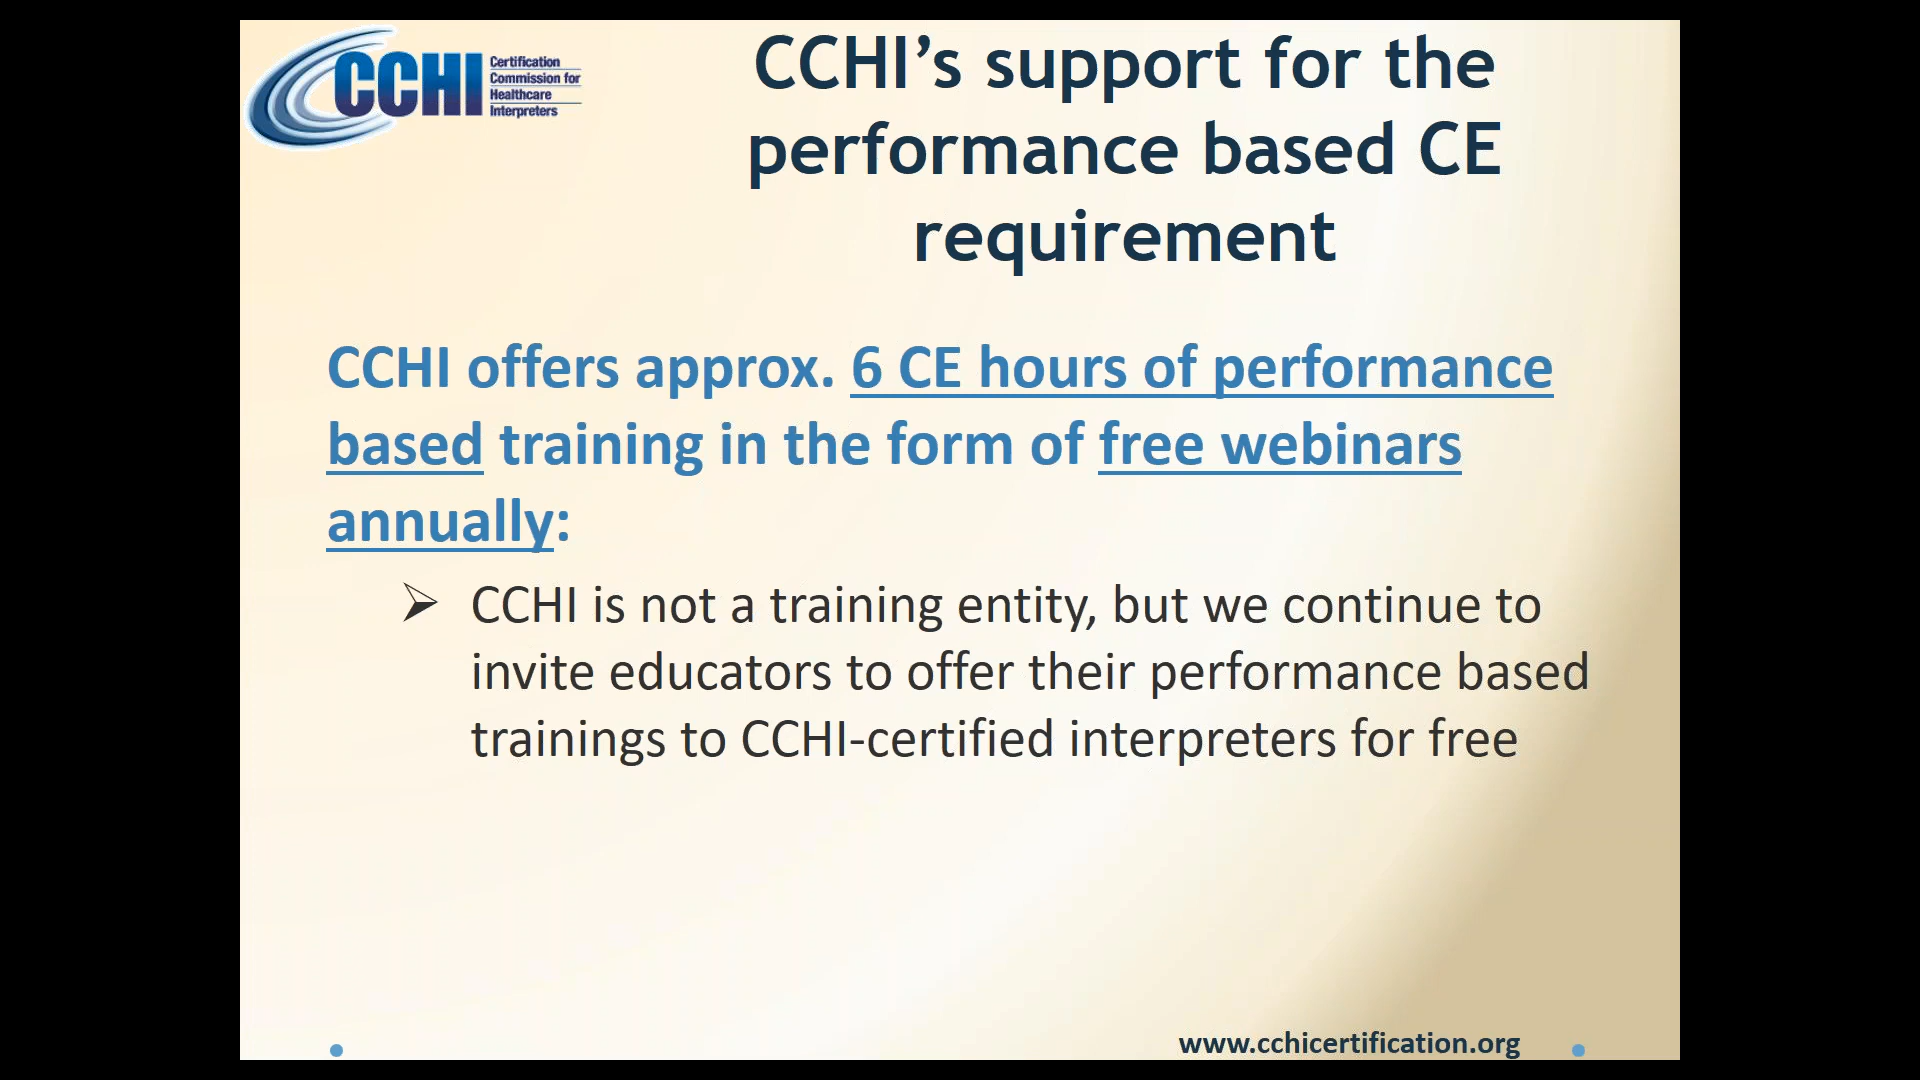 CCHI
Certification
Commission for
Healthcare
Interpreters
CCHI’s support for the
performance based CE
requirement
CCHI offers approx. 6 CE hours of performance
based training in the form of free webinars
annually:
➢ CCHI is not a training entity, but we continue to
invite educators to offer their performance based
trainings to CCHI-certified interpreters for free
www.cchicertification.org